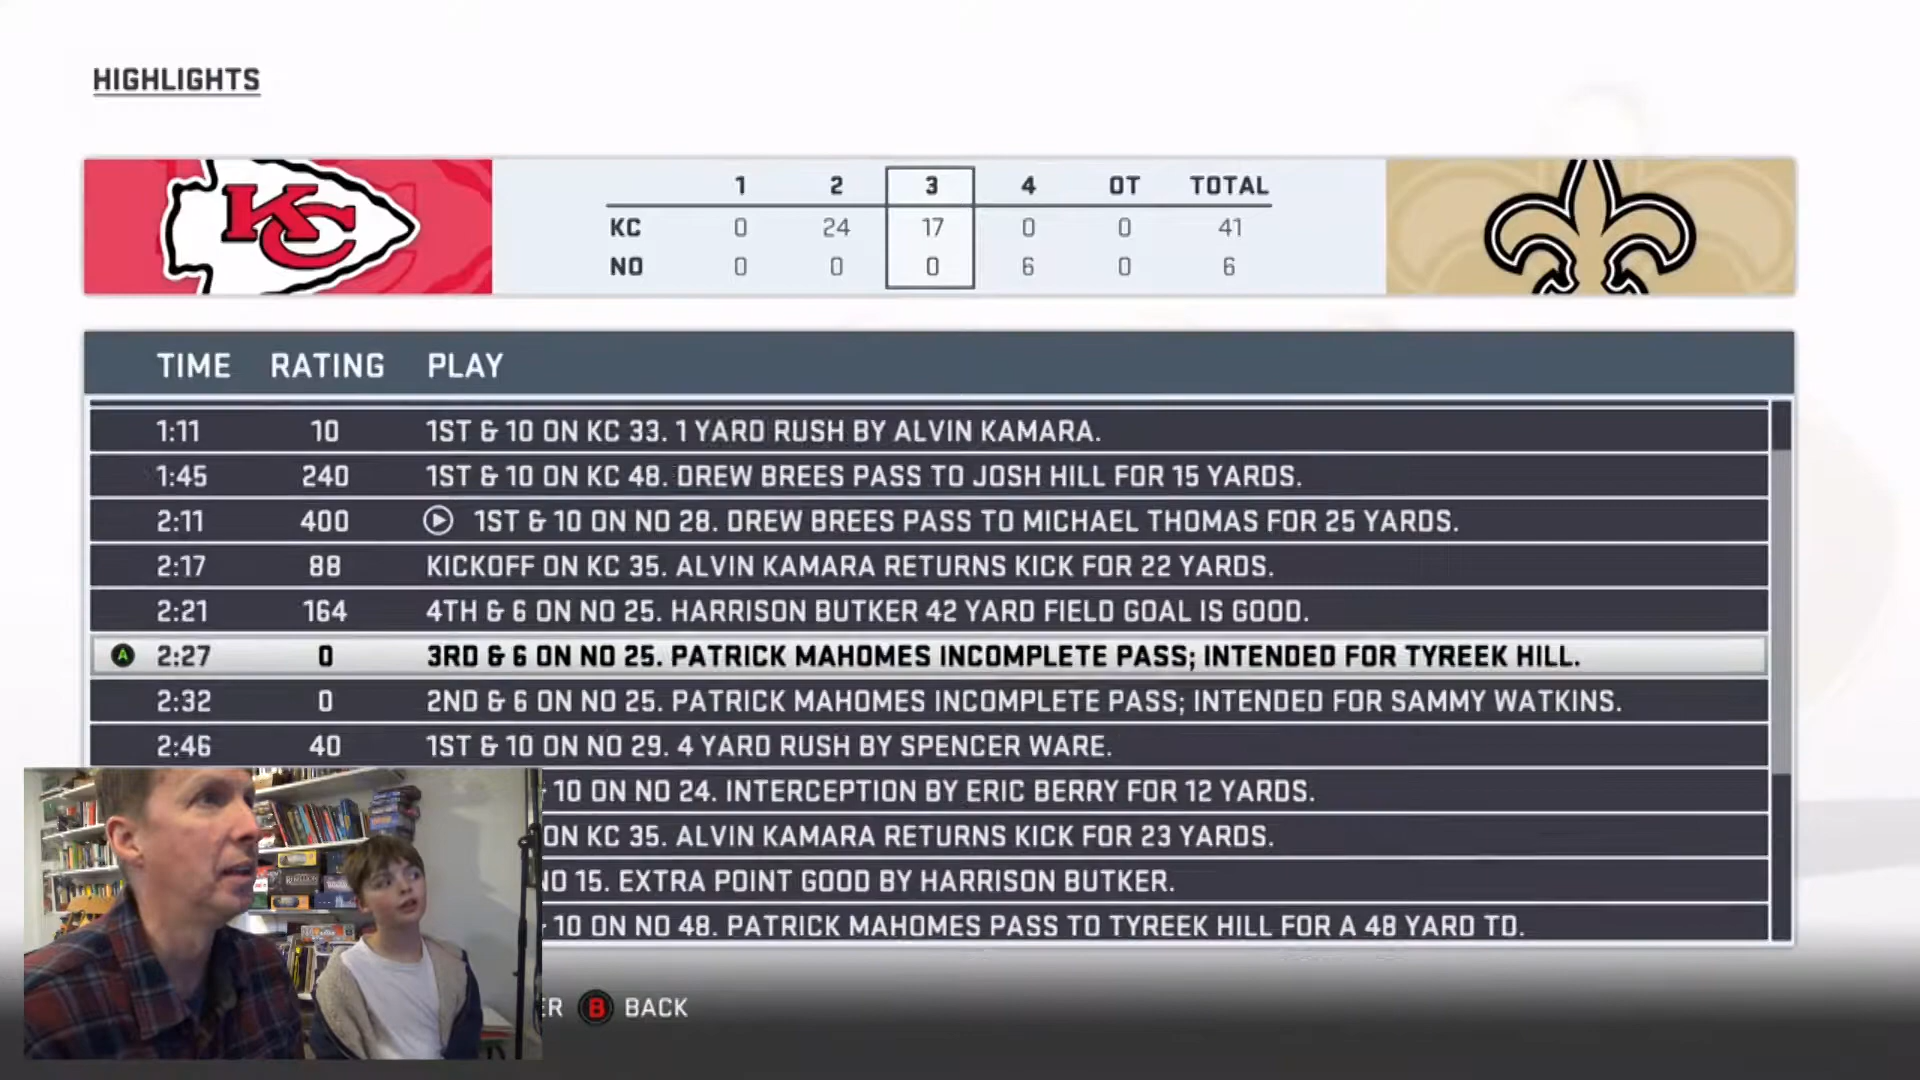 HIGHLIGHTS
KC
1 2 3 4 OT TOTAL
KC 0 24 17 0 0 41
NO 0 0 0 6 0 6
TIME RATING PLAY
1:11 10 1ST & 10 ON KC 33. 1 YARD RUSH BY ALVIN KAMARA.
1:45 240 1ST & 10 ON KC 48. DREW BREES PASS TO JOSH HILL FOR 15 YARDS.
2:11 400 1ST & 10 ON NO 28. DREW BREES PASS TO MICHAEL THOMAS FOR 25 YARDS.
2:17 88 KICKOFF ON KC 35. ALVIN KAMARA RETURNS KICK FOR 22 YARDS.
2:21 164 4TH & 6 ON NO 25. HARRISON BUTKER 42 YARD FIELD GOAL IS GOOD.
A 2:27 0 3RD & 6 ON NO 25. PATRICK MAHOMES INCOMPLETE PASS; INTENDED FOR TYREEK HILL.
2:32 0 2ND & 6 ON NO 25. PATRICK MAHOMES INCOMPLETE PASS; INTENDED FOR SAMMY WATKINS.
2:46 40 1ST & 10 ON NO 29. 4 YARD RUSH BY SPENCER WARE.
10 ON NO 24. INTERCEPTION BY ERIC BERRY FOR 12 YARDS.
ON KC 35. ALVIN KAMARA RETURNS KICK FOR 23 YARDS.
NO 15. EXTRA POINT GOOD BY HARRISON BUTKER.
10 ON NO 48. PATRICK MAHOMES PASS TO TYREEK HILL FOR A 48 YARD TD.
ER B BACK